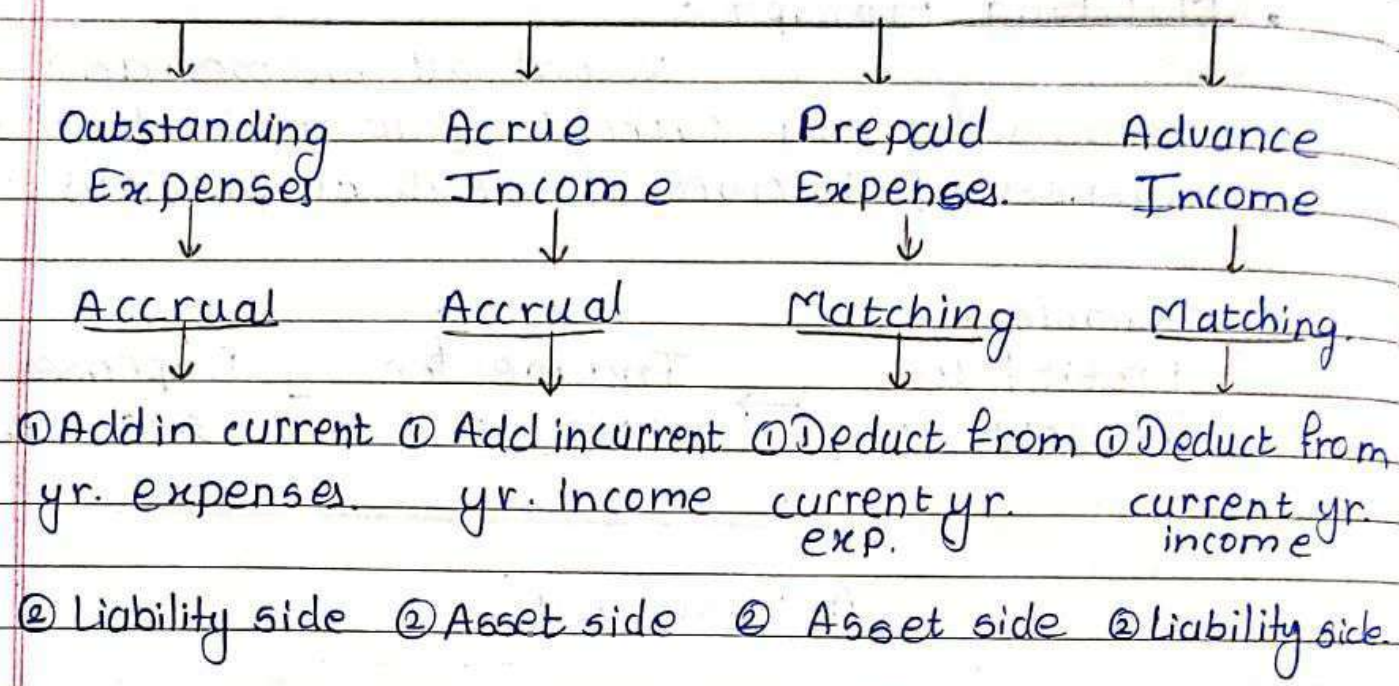 Outstanding Acrue Prepaid Advance
Expenses Income Expenses. Income
Accrual Accrual Matching Matching.
① Add in current ① Add in current ① Deduct from ① Deduct from
yr. expenses. yr. Income current yr. current yr.
exp. income
② Liability side ② Asset side ② Asset side ② Liability side.